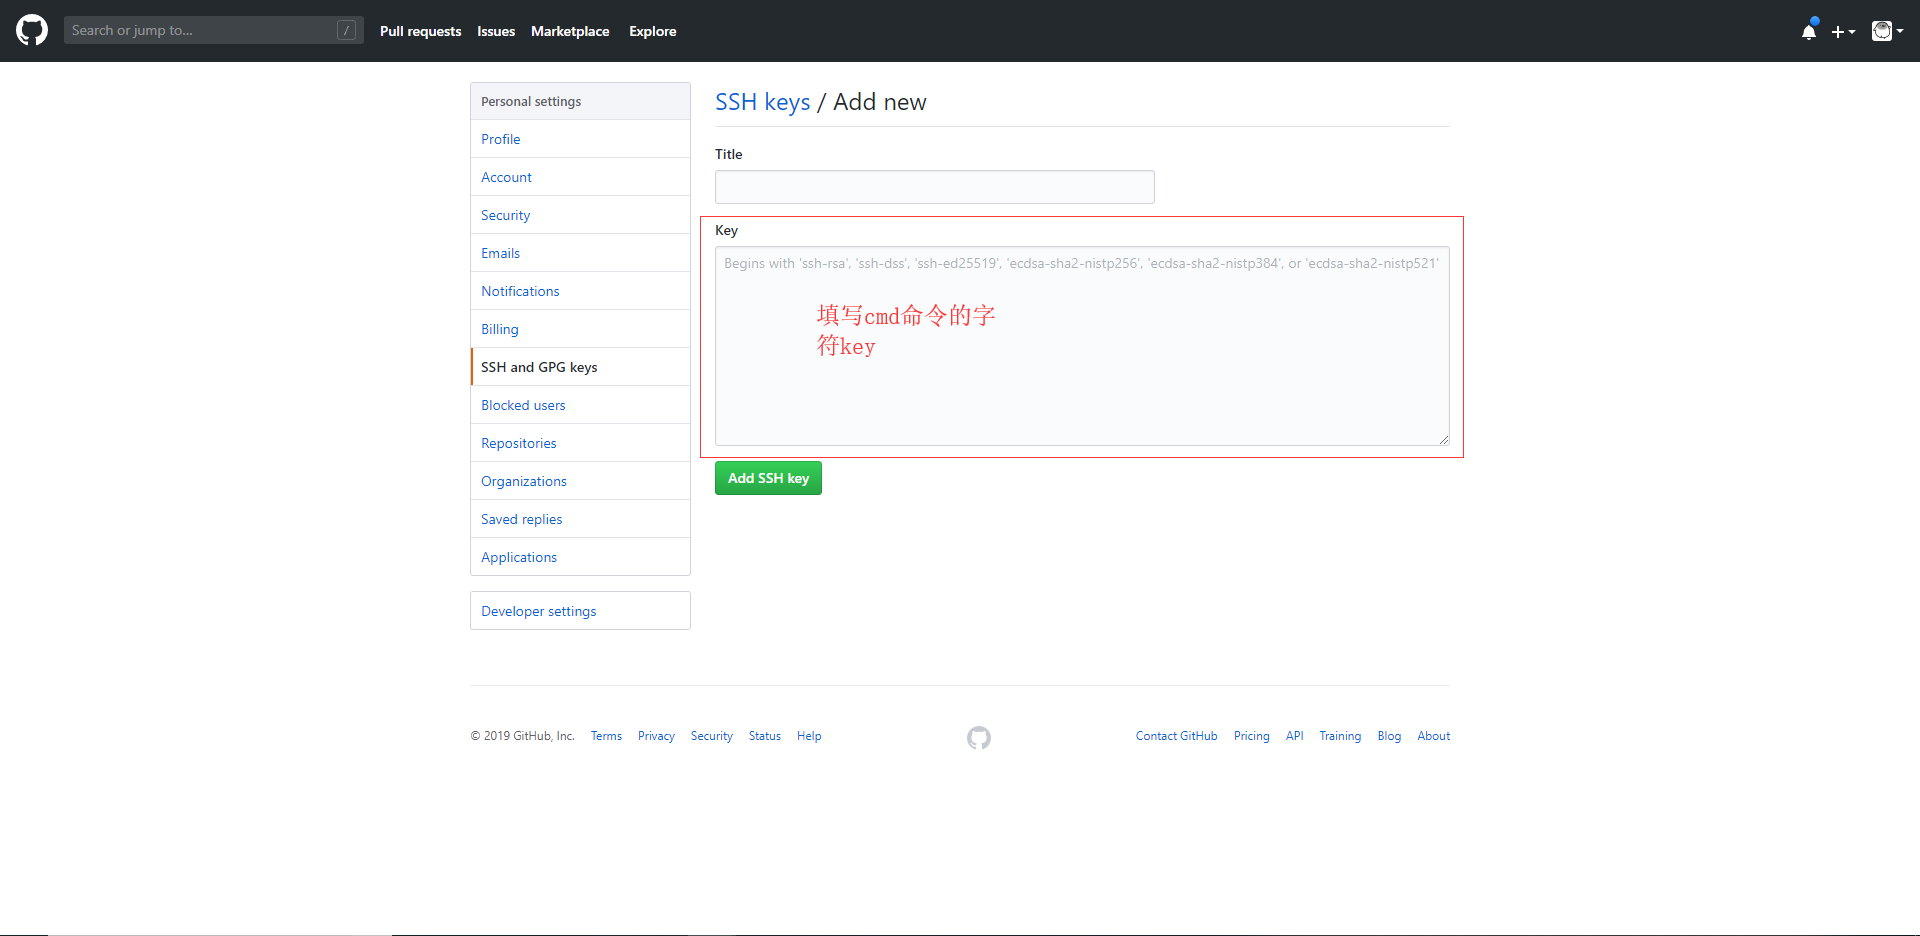 Search or jump to...
/
Pull requests
Issues
Marketplace
Explore
Personal settings
Profile
Account
Security
Emails
Notifications
Billing
SSH and GPG keys
Blocked users
Repositories
Organizations
Saved replies
Applications
Developer settings
SSH keys / Add new
Title
Key
Begins with 'ssh-rsa', 'ssh-dss', 'ssh-ed25519', 'ecdsa-sha2-nistp256', 'ecdsa-sha2-nistp384', or 'ecdsa-sha2-nistp521'
填写cmd命令的字
符key
Add SSH key
© 2019 GitHub, Inc.
Terms
Privacy
Security
Status
Help
Contact GitHub
Pricing
API
Training
Blog
About